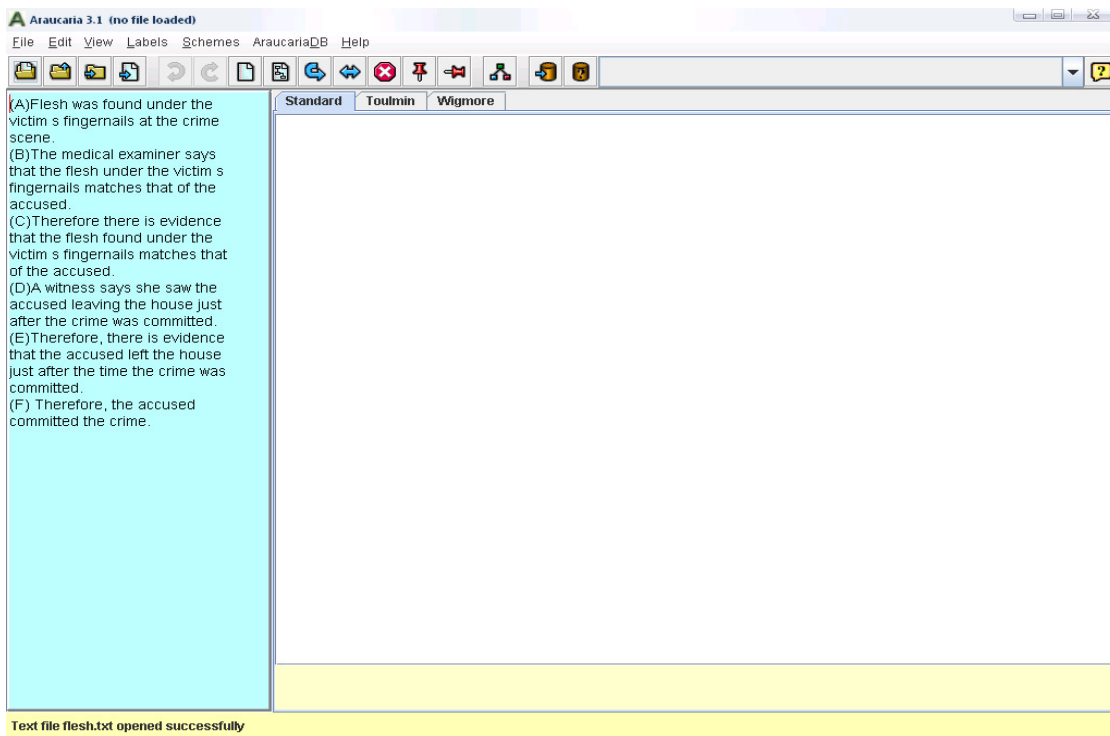 Araucaria 3.1 (no file loaded)
File Edit View Labels Schemes AraucariaDB Help
Standard Toulmin Wigmore
(A)Flesh was found under the
victim s fingernails at the crime
scene.
(B)The medical examiner says
that the flesh under the victim s
fingernails matches that of the
accused.
(C)Therefore there is evidence
that the flesh found under the
victim s fingernails matches that
of the accused.
(D)A witness says she saw the
accused leaving the house just
after the crime was committed.
(E)Therefore, there is evidence
that the accused left the house
just after the time the crime was
committed.
(F) Therefore, the accused
committed the crime.
Text file flesh.txt opened successfully